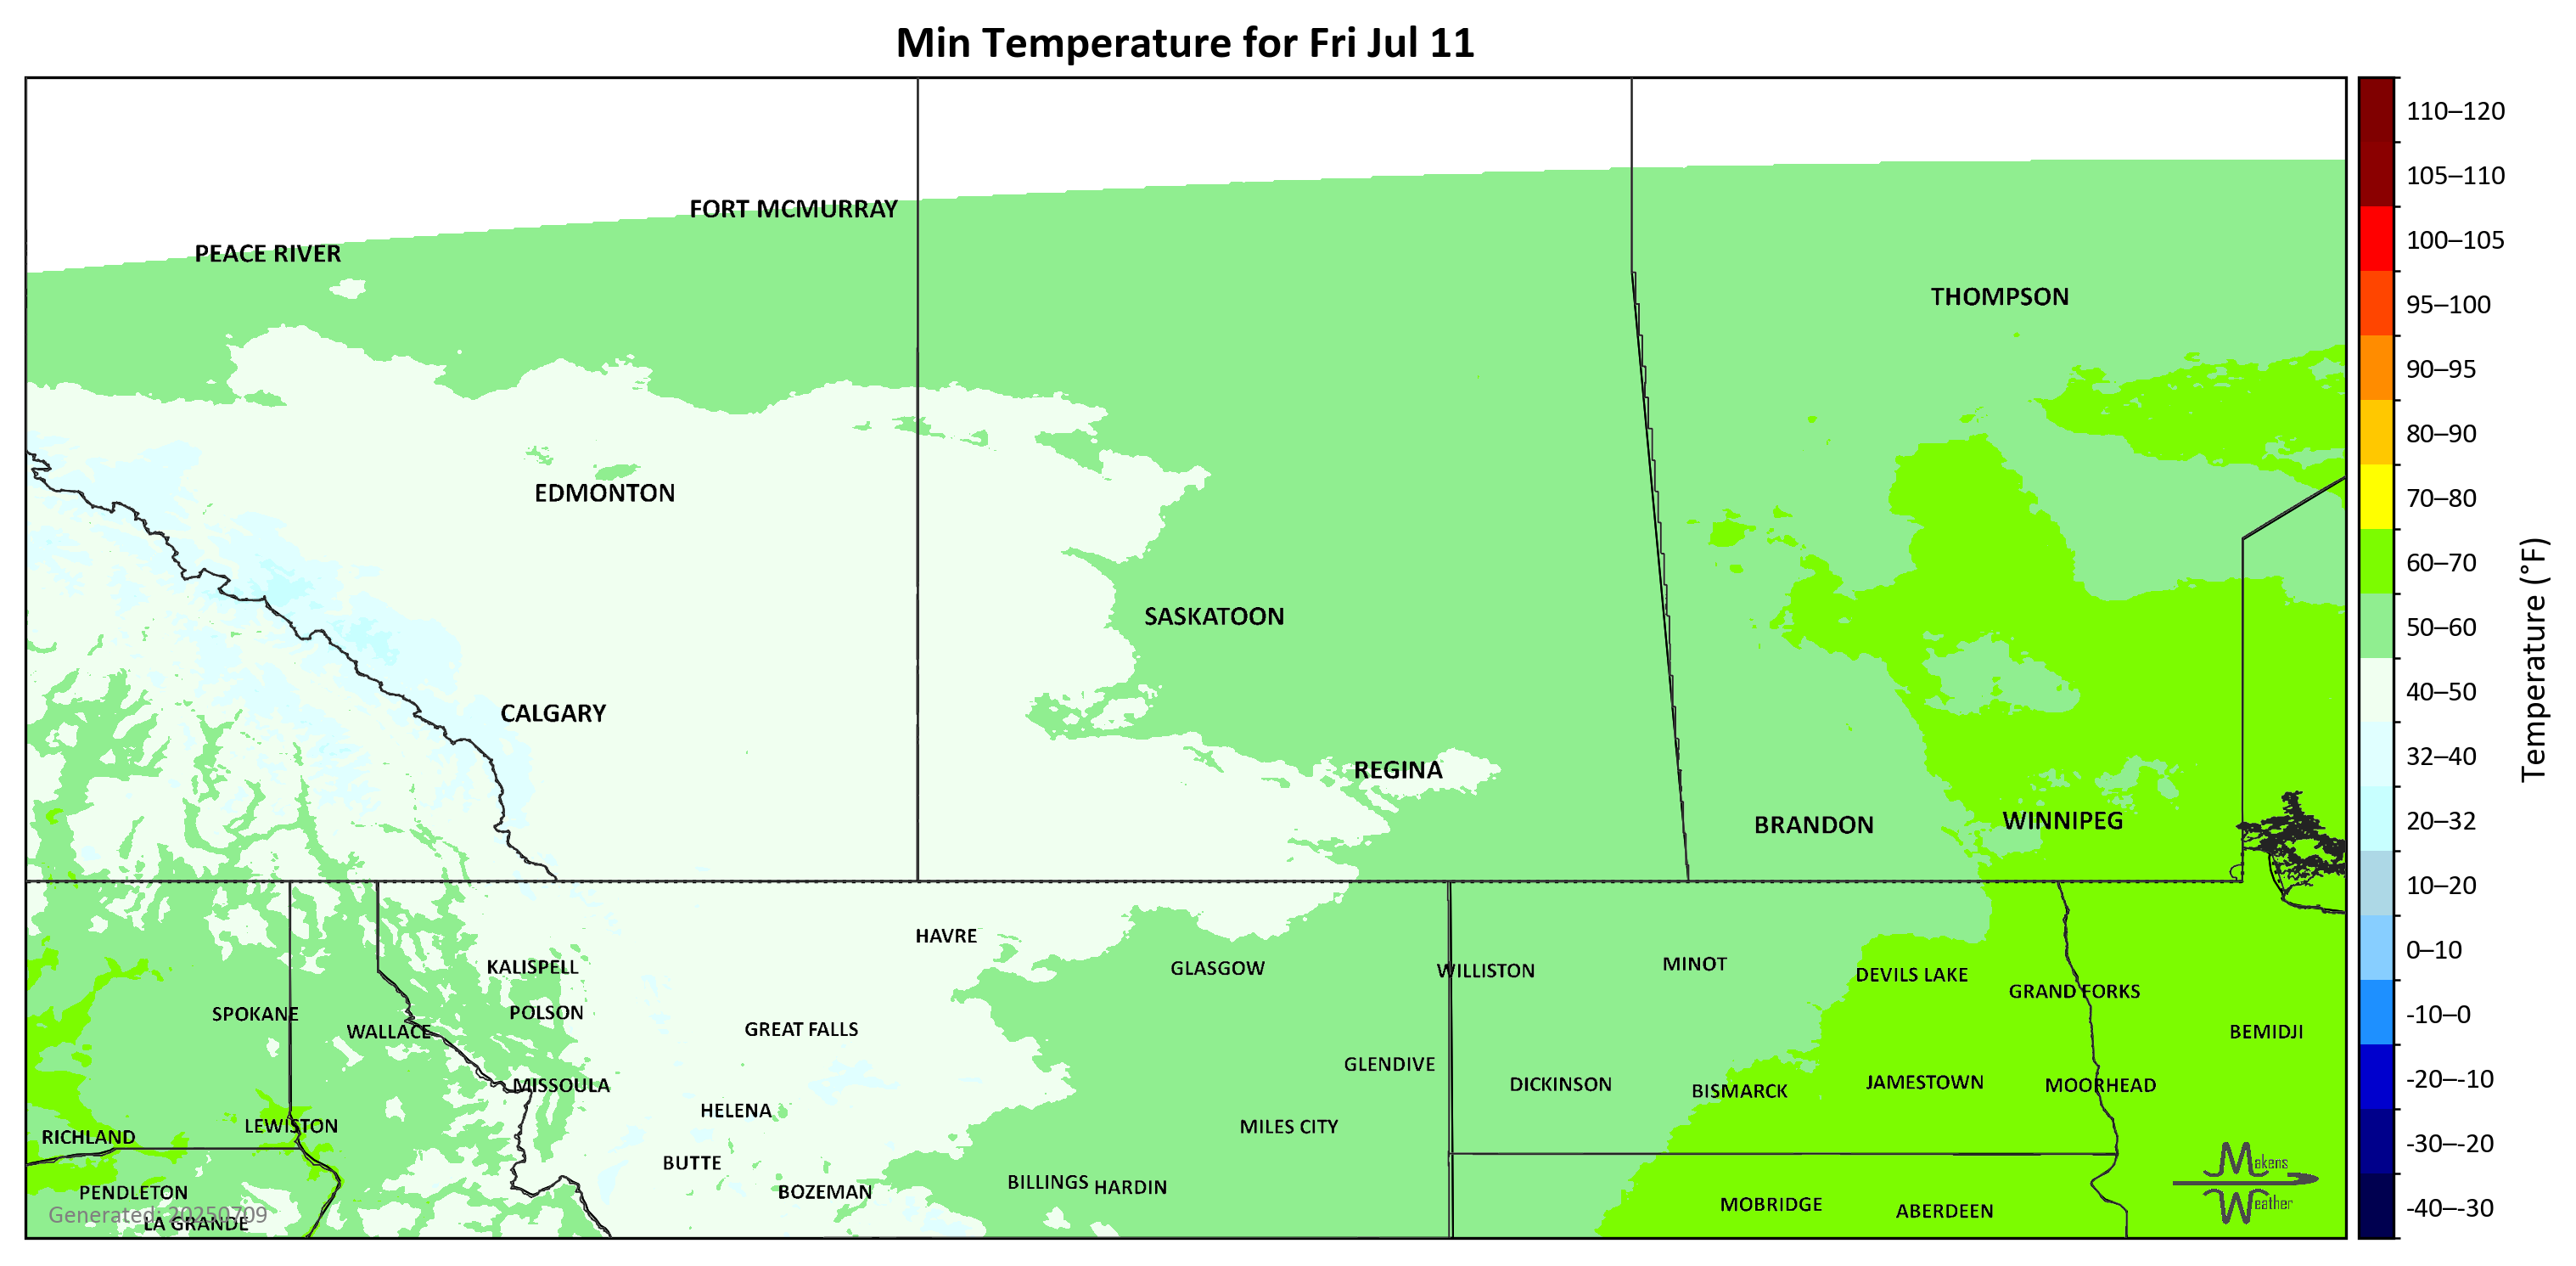 Min Temperature for Fri Jul 11
FORT MCMURRAY
PEACE RIVER
THOMPSON
EDMONTON
SASKATOON
CALGARY
REGINA
BRANDON
WINNIPEG
HAVRE
KALISPELL
GLASGOW
WILLISTON
MINOT
DEVILS LAKE
GRAND FORKS
SPOKANE
POLSON
WALLACE
GREAT FALLS
BEMIDJI
GLENDIVE
MISSOULA
DICKINSON
BISMARCK
JAMESTOWN
MOORHEAD
HELENA
LEWISTON
MILES CITY
RICHLAND
BUTTE
BILLINGS
HARDIN
PENDLETON
BOZEMAN
MOBRIDGE
ABERDEEN
Generated: 20250709
LA GRANDE
Makens
Weather
110–120
105–110
100–105
95–100
90–95
80–90
70–80
60–70
50–60
40–50
32–40
20–32
10–20
0–10
-10–0
-20–-10
-30–-20
-40–-30
Temperature (°F)